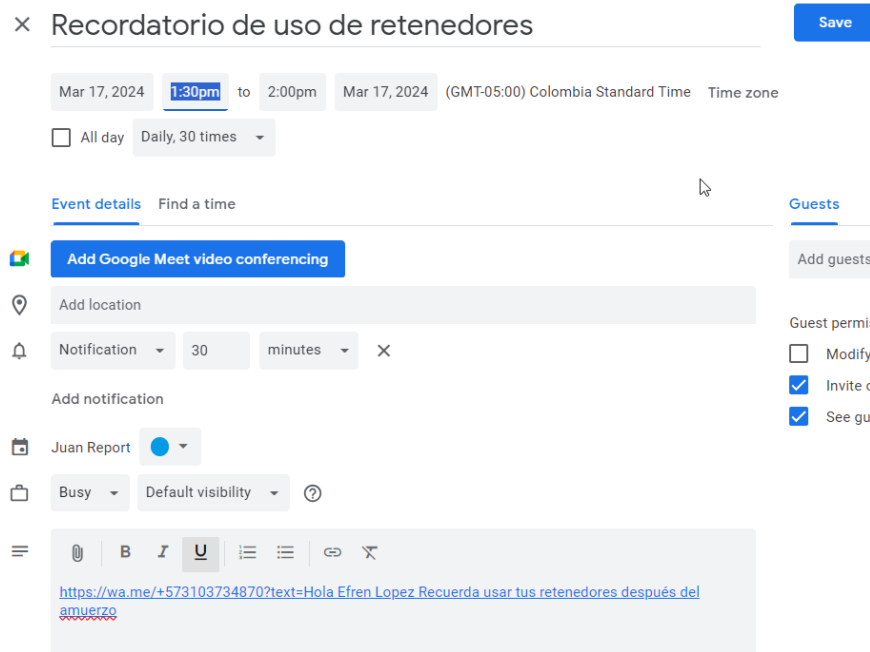 Recordatorio de uso de retenedores
Save
Mar 17, 2024 1:30pm to 2:00pm Mar 17, 2024 (GMT-05:00) Colombia Standard Time Time zone
All day Daily, 30 times
Event details Find a time
Guests
Add Google Meet video conferencing
Add guests
Add location
Guest permis
Notification 30 minutes
Modify
Invite o
Add notification
See gu
Juan Report
Busy Default visibility
B I U
https://wa.me/+573103734870?text=Hola Efren Lopez Recuerda usar tus retenedores después del
amuerzo